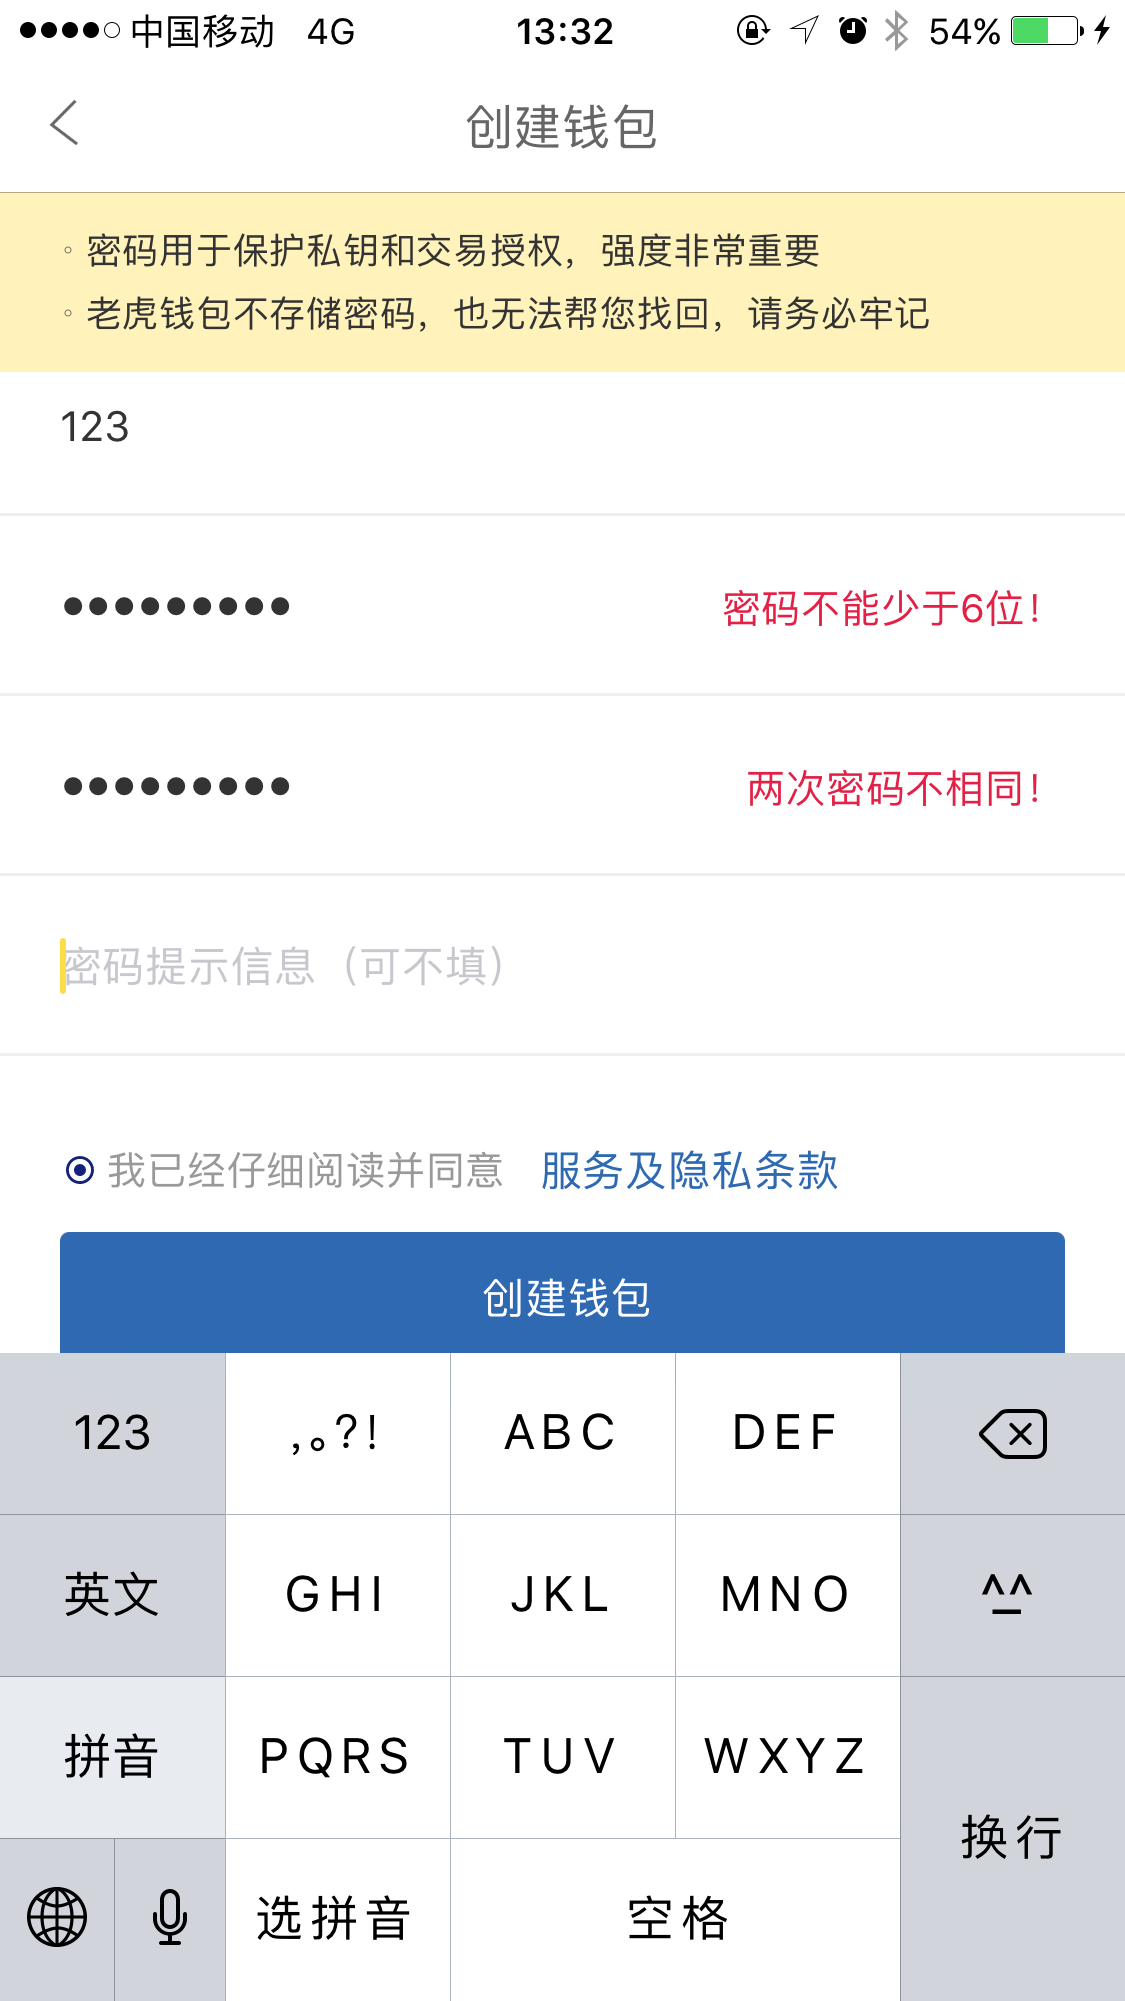 中国移动 4G 13:32 54%
创建钱包
◦ 密码用于保护私钥和交易授权，强度非常重要
◦ 老虎钱包不存储密码，也无法帮您找回，请务必牢记
123
●●●●●●●●● 密码不能少于6位！
●●●●●●●●● 两次密码不相同！
密码提示信息（可不填）
我已经仔细阅读并同意 服务及隐私条款
创建钱包
123 ,。?! ABC DEF
英文 GHI JKL MNO ^_^
拼音 PQRS TUV WXYZ
换行
选拼音 空格